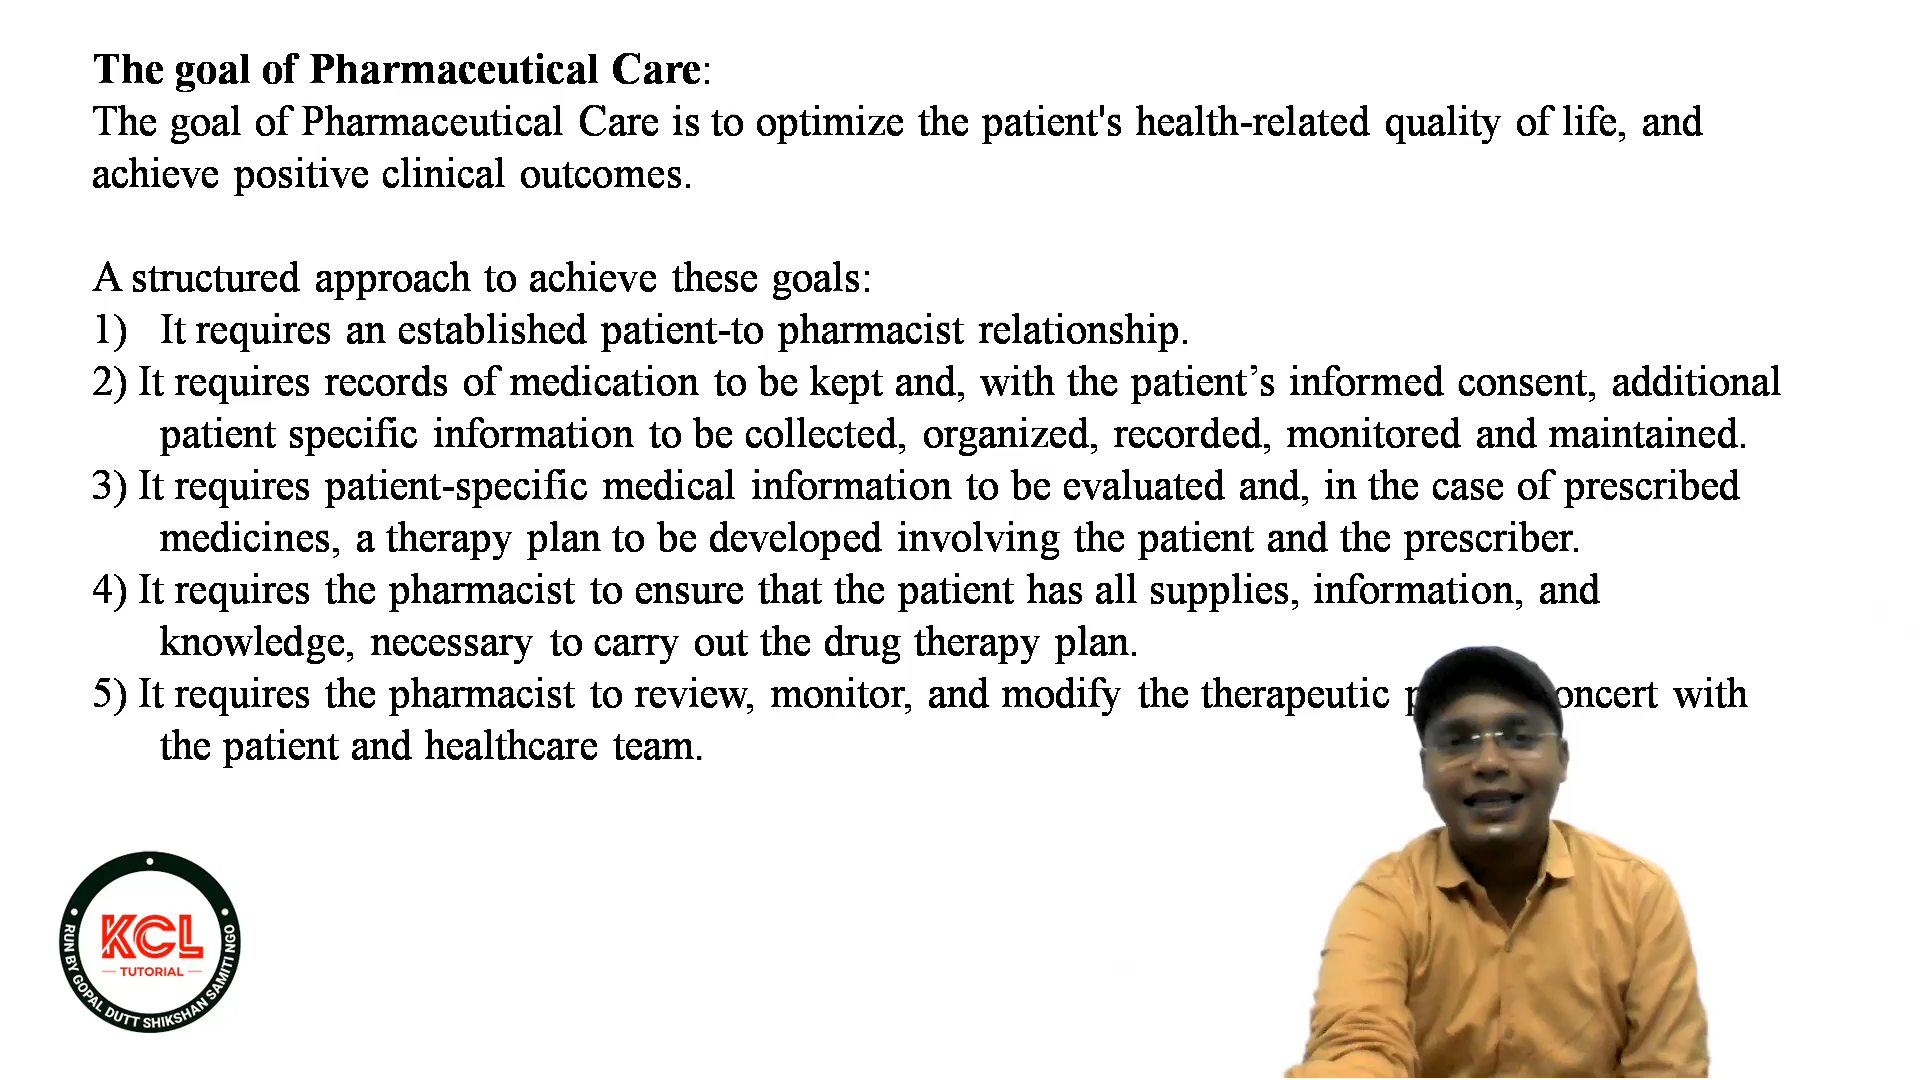 The goal of Pharmaceutical Care:
The goal of Pharmaceutical Care is to optimize the patient's health-related quality of life, and
achieve positive clinical outcomes.
A structured approach to achieve these goals:
1) It requires an established patient-to pharmacist relationship.
2) It requires records of medication to be kept and, with the patient’s informed consent, additional
patient specific information to be collected, organized, recorded, monitored and maintained.
3) It requires patient-specific medical information to be evaluated and, in the case of prescribed
medicines, a therapy plan to be developed involving the patient and the prescriber.
4) It requires the pharmacist to ensure that the patient has all supplies, information, and
knowledge, necessary to carry out the drug therapy plan.
5) It requires the pharmacist to review, monitor, and modify the therapeutic with
the patient and healthcare team.
KCL
TUTORIAL
RUN BY GOPAL DUTT SHIKSHAN SAMITI NGO